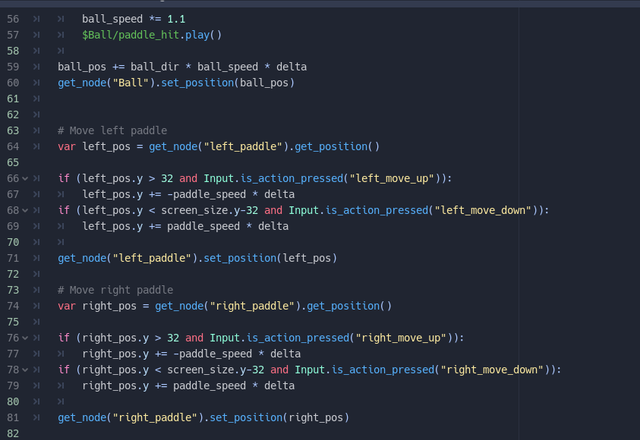 56 ball_speed *= 1.1
57 $Ball/paddle_hit.play()
58
59 ball_pos += ball_dir * ball_speed * delta
60 get_node("Ball").set_position(ball_pos)
61
62
63 # Move left paddle
64 var left_pos = get_node("left_paddle").get_position()
65
66 if (left_pos.y > 32 and Input.is_action_pressed("left_move_up")):
67 left_pos.y += -paddle_speed * delta
68 if (left_pos.y < screen_size.y-32 and Input.is_action_pressed("left_move_down")):
69 left_pos.y += paddle_speed * delta
70
71 get_node("left_paddle").set_position(left_pos)
72
73 # Move right paddle
74 var right_pos = get_node("right_paddle").get_position()
75
76 if (right_pos.y > 32 and Input.is_action_pressed("right_move_up")):
77 right_pos.y += -paddle_speed * delta
78 if (right_pos.y < screen_size.y-32 and Input.is_action_pressed("right_move_down")):
79 right_pos.y += paddle_speed * delta
80
81 get_node("right_paddle").set_position(right_pos)
82